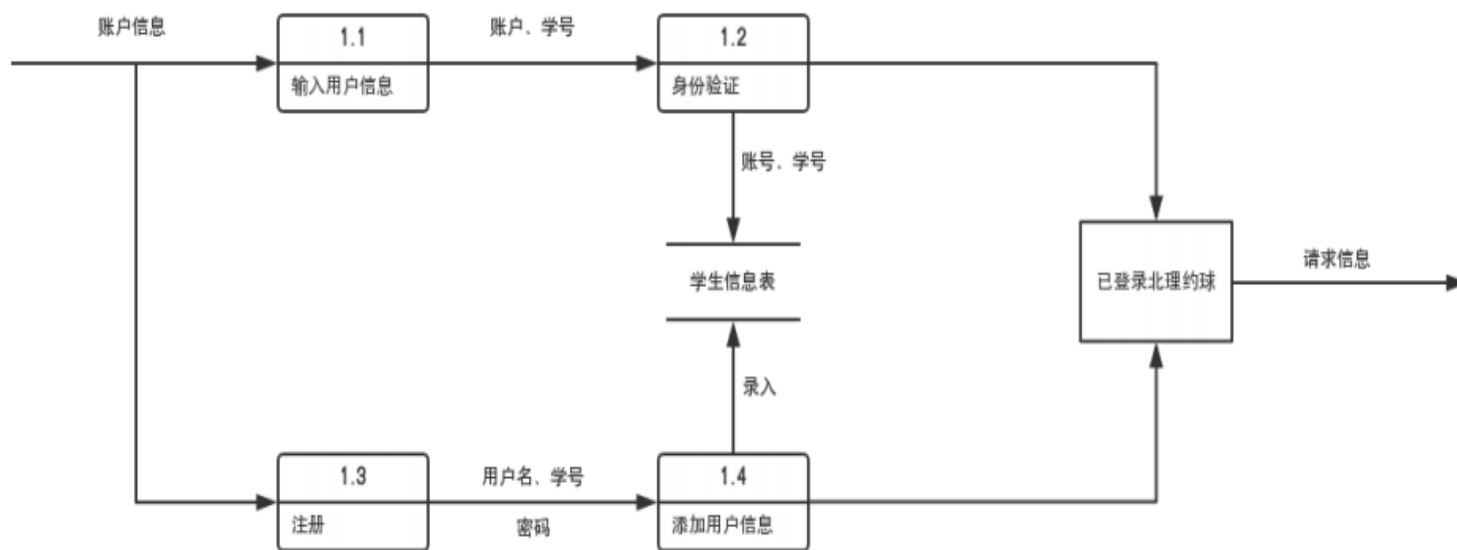 账户信息
1.1
输入用户信息
账户、学号
1.2
身份验证
账号、学号
学生信息表
已登录北理约球
请求信息
录入
1.3
注册
用户名、学号
密码
1.4
添加用户信息